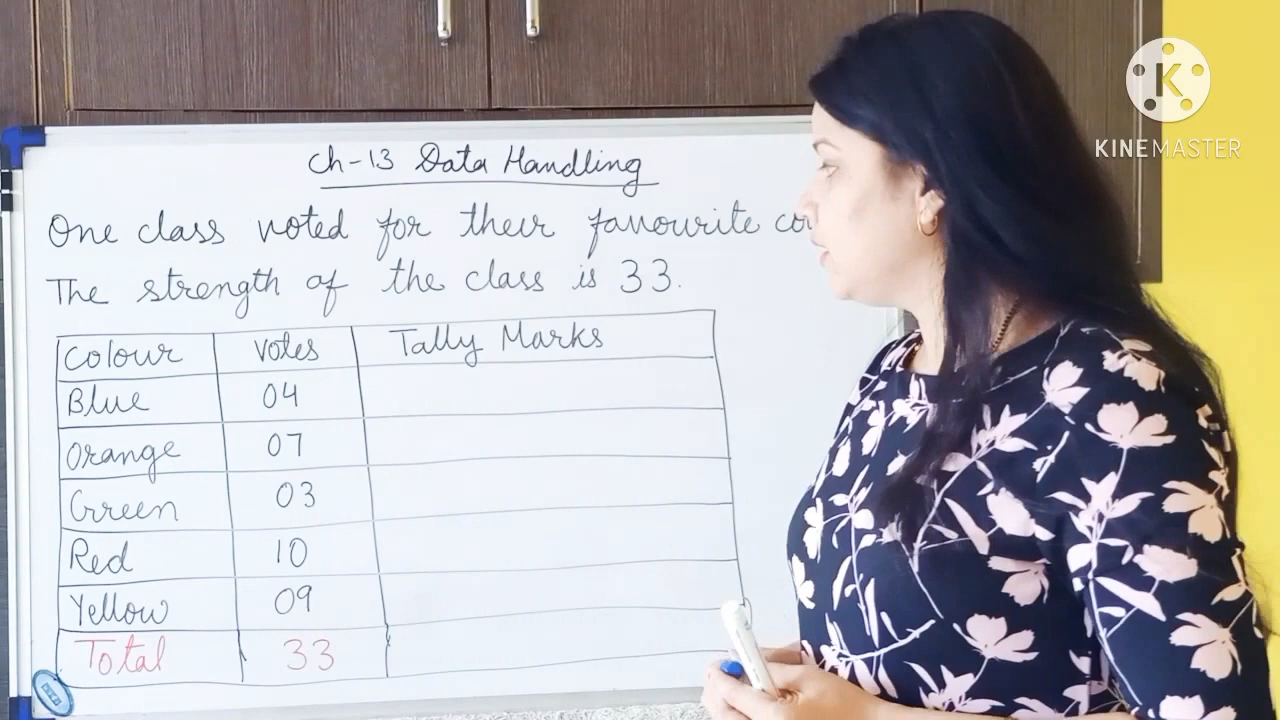 Ch-13 Data Handling
One class voted for their favourite
The strength of the class is 33.
Colour Votes Tally Marks
Blue 04
Orange 07
Green 03
Red 10
Yellow 09
Total 33
K
KINEMASTER